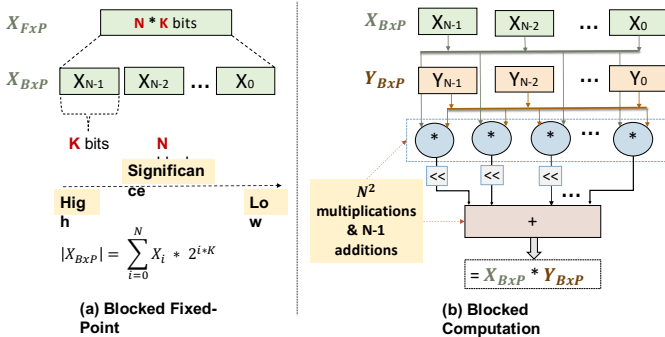 X_FxP
N * K bits
X_BxP
X_N-1
X_N-2
...
X_0
K bits
N
Significan
ce
Hig
h
Lo
w
|X_BxP| = ∑_{i=0}^{N} X_i * 2^{i*K}
(a) Blocked Fixed-
Point
X_BxP
X_N-1
X_N-2
...
X_0
Y_BxP
Y_N-1
Y_N-2
...
Y_0
* * * ... *
<< << << ...
N²
multiplications
& N-1
additions
+
= X_BxP * Y_BxP
(b) Blocked
Computation